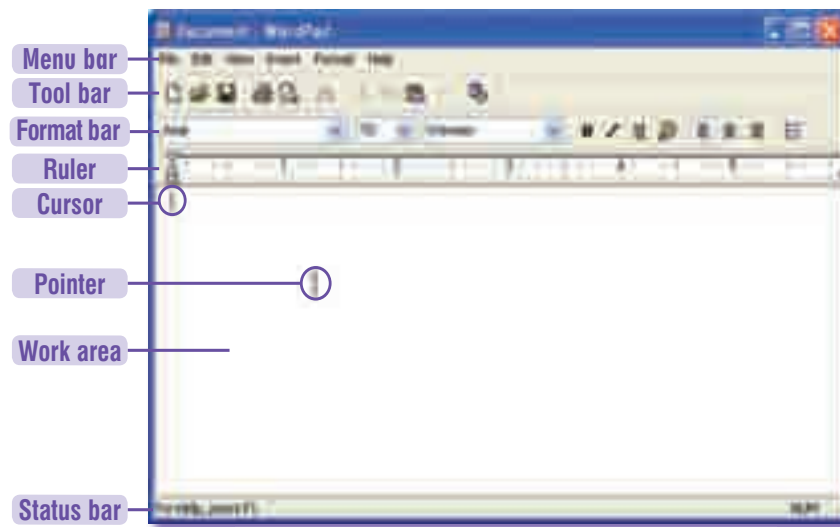 Document - WordPad
Menu bar
File Edit View Insert Format Help
Tool bar
Format bar
Ruler
Cursor
Pointer
Work area
Status bar
NUM